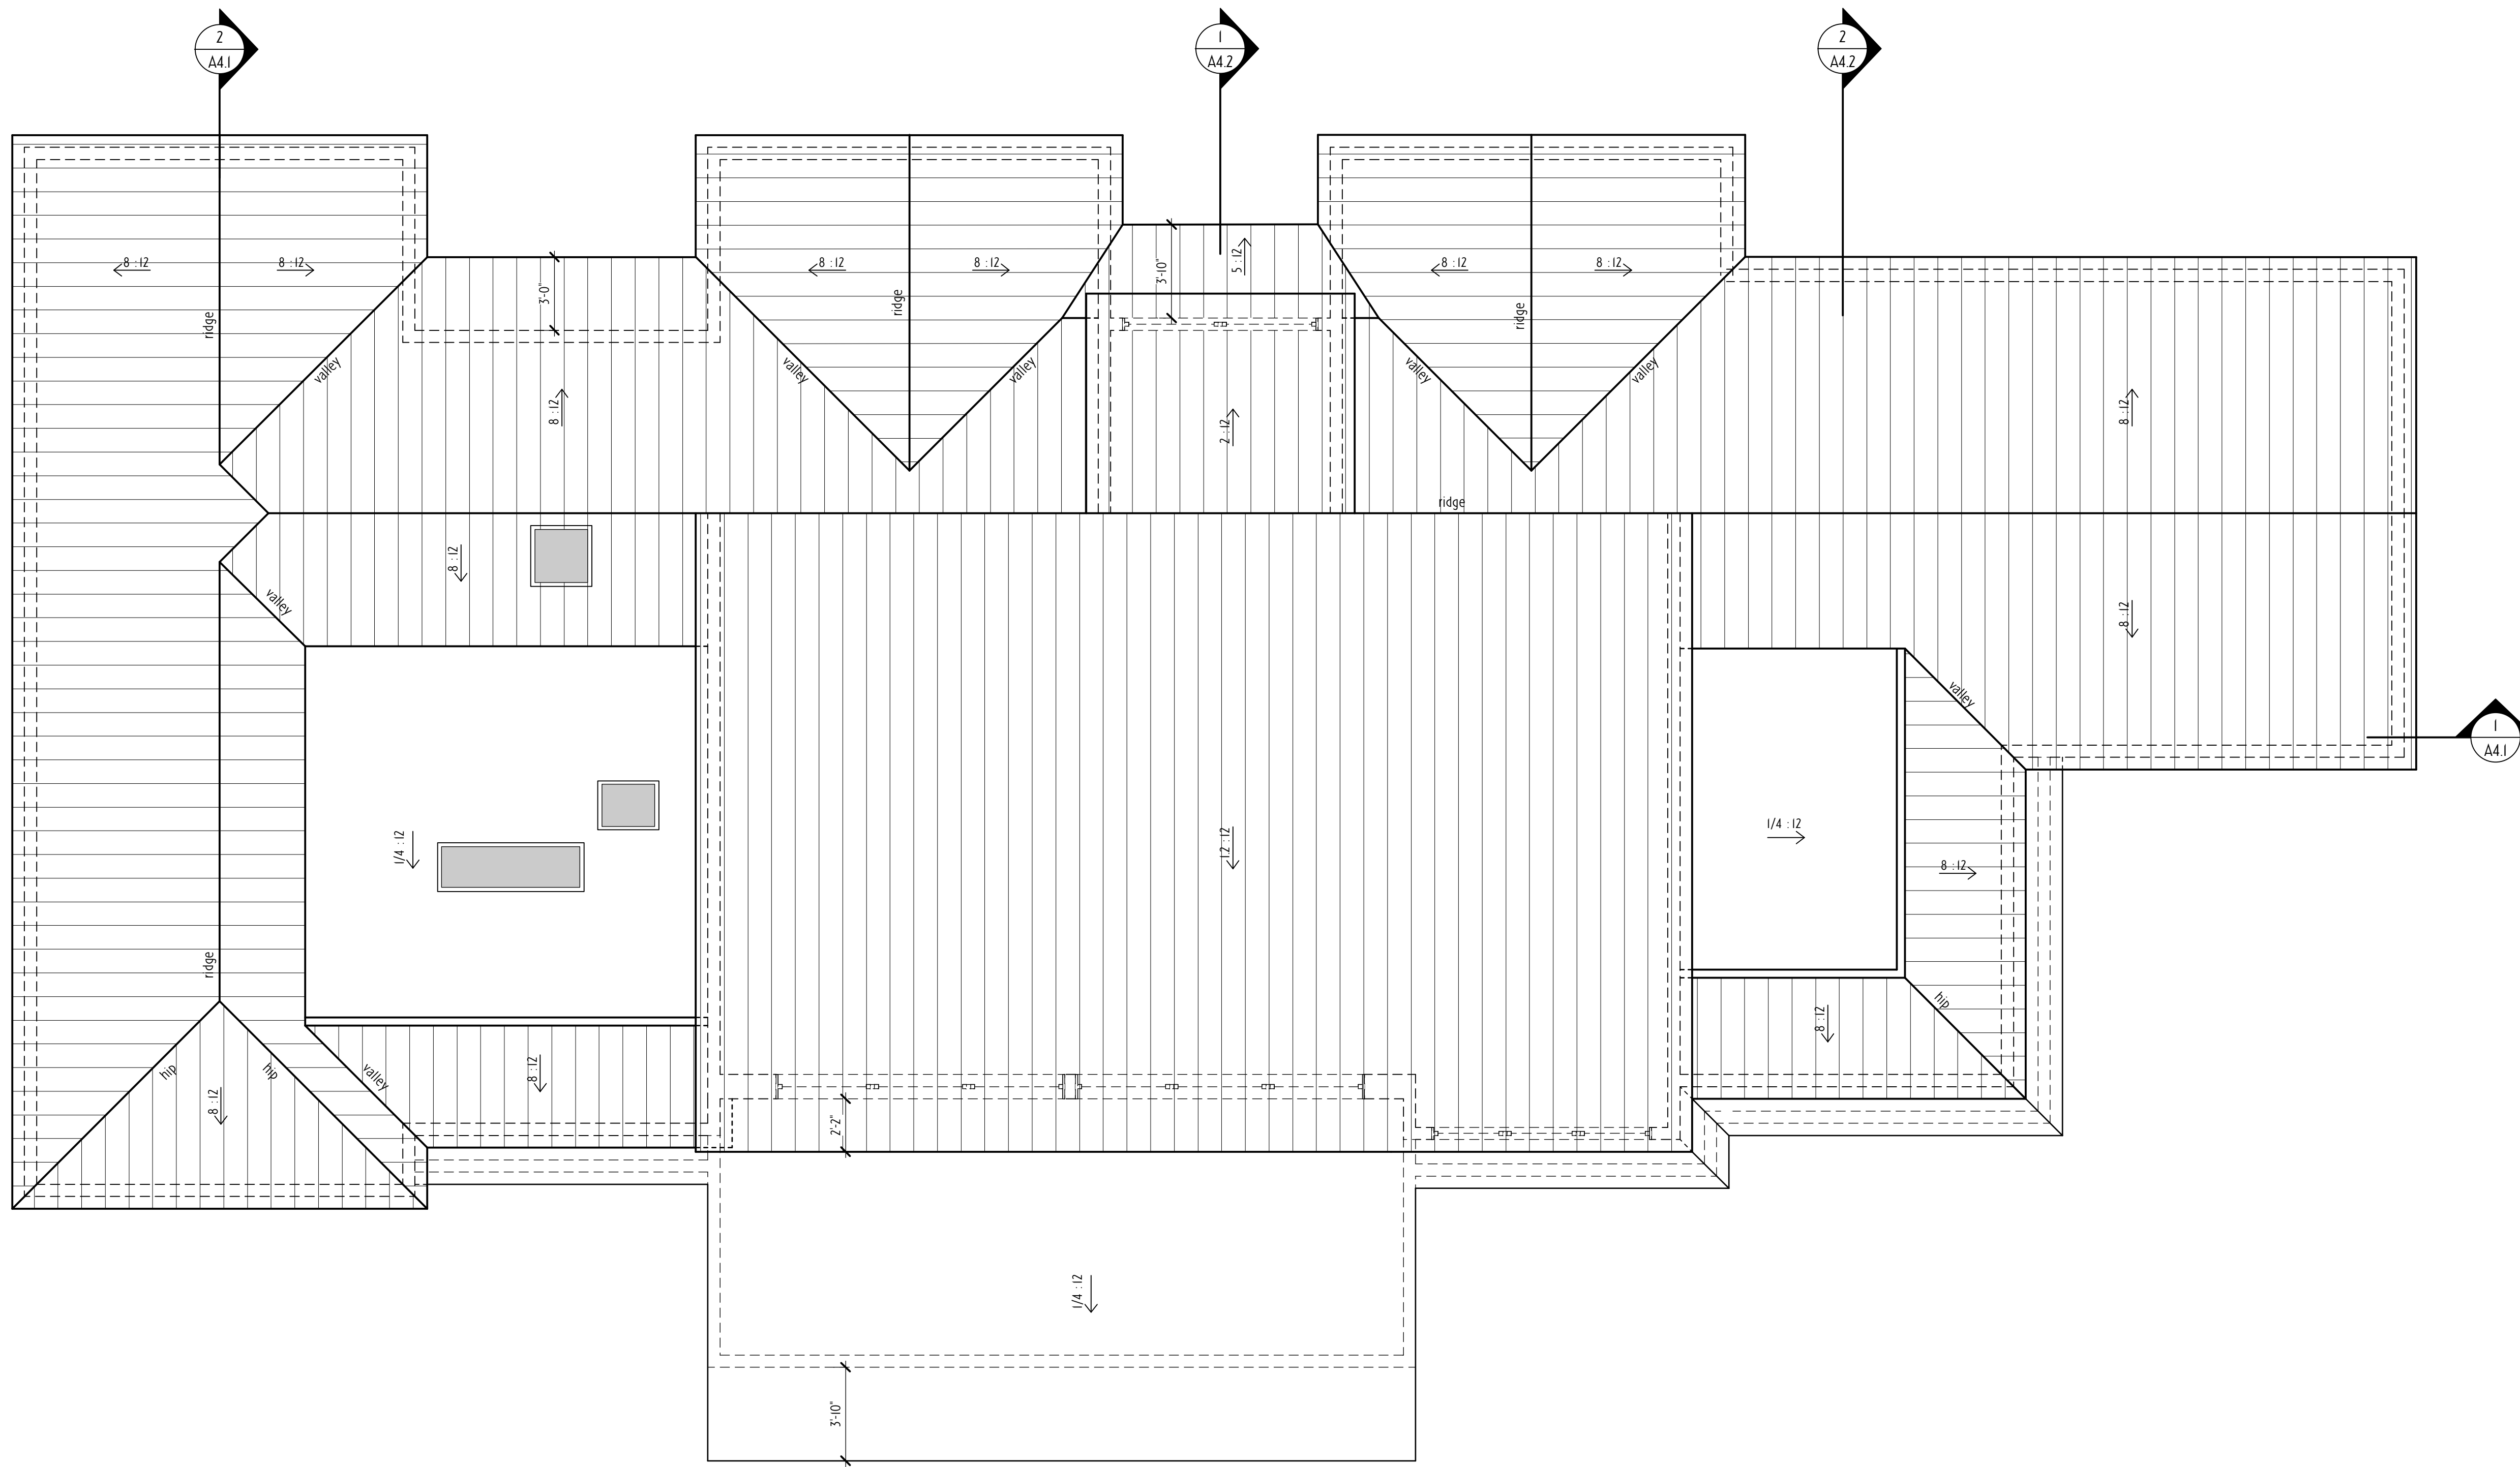 2
A4.1
1
A4.2
2
A4.2
8 : 12
8 : 12
8 : 12
8 : 12
8 : 12
8 : 12
3'-0"
3'-10"
5 : 12
ridge
ridge
ridge
valley
valley
valley
valley
valley
8 : 12
2 : 12
8 : 12
ridge
8 : 12
valley
8 : 12
valley
1
A4.1
1/4 : 12
1.2 : 12
1/4 : 12
8 : 12
ridge
hip
8 : 12
hip
hip
valley
8 : 12
8 : 12
2'-2"
1/4 : 12
3'-10"